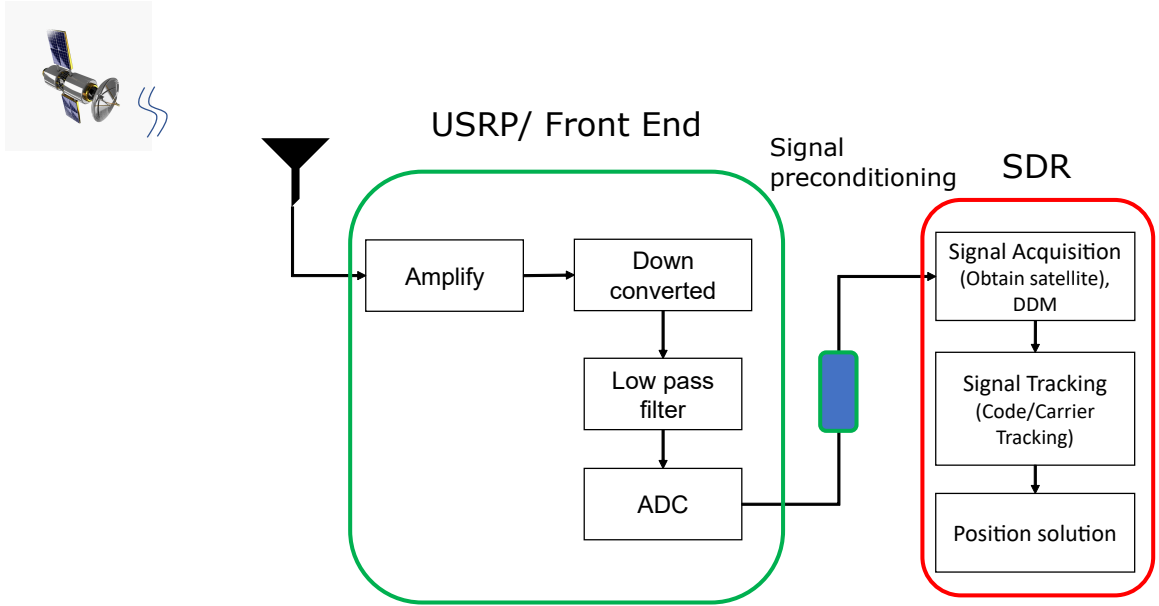 USRP/ Front End
Signal
preconditioning
SDR
Amplify
Down
converted
Low pass
filter
ADC
Signal Acquisition
(Obtain satellite),
DDM
Signal Tracking
(Code/Carrier
Tracking)
Position solution